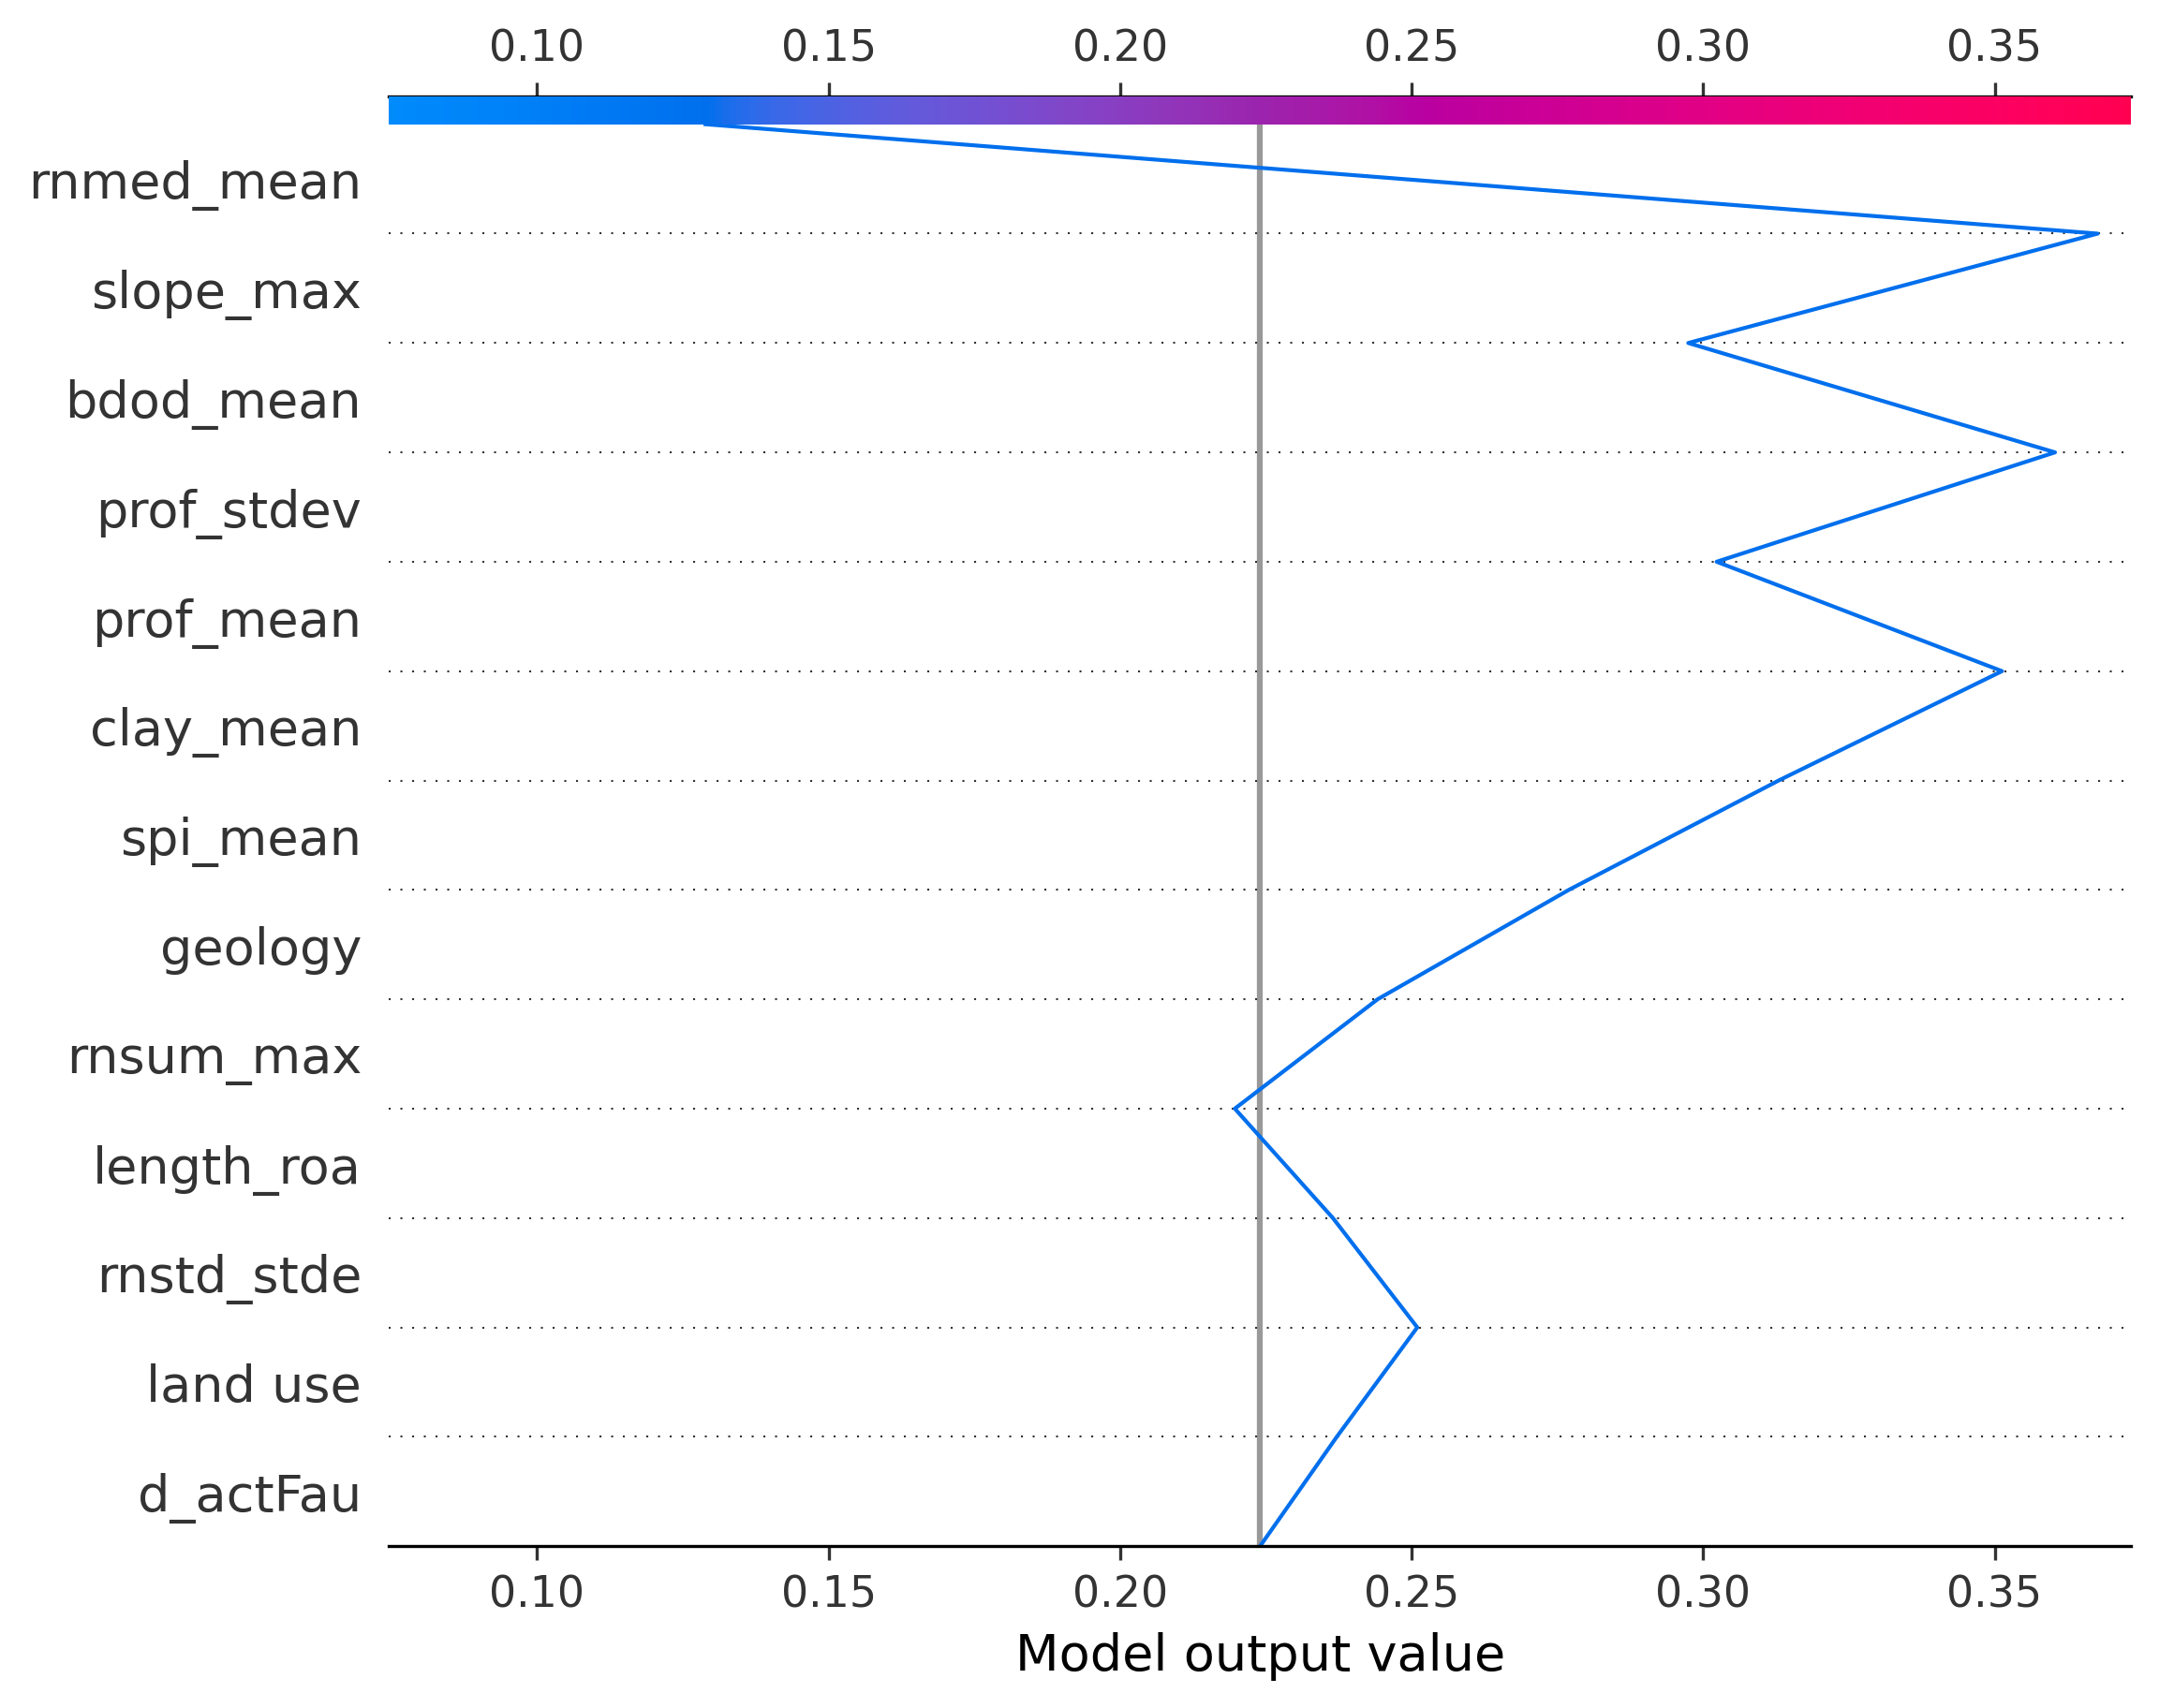 0.10 0.15 0.20 0.25 0.30 0.35
rnmed_mean
slope_max
bdod_mean
prof_stdev
prof_mean
clay_mean
spi_mean
geology
rnsum_max
length_roa
rnstd_stde
land use
d_actFau
0.10 0.15 0.20 0.25 0.30 0.35
Model output value